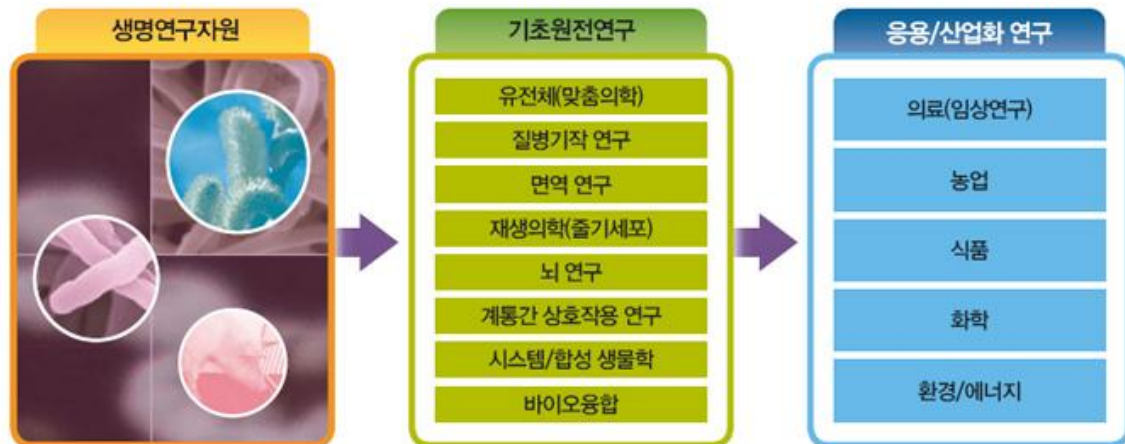 생명연구자원
기초원전연구
응용/산업화 연구
유전체(맞춤의학)
질병기작 연구
면역 연구
재생의학(줄기세포)
뇌 연구
계통간 상호작용 연구
시스템/합성 생물학
바이오융합
의료(임상연구)
농업
식품
화학
환경/에너지